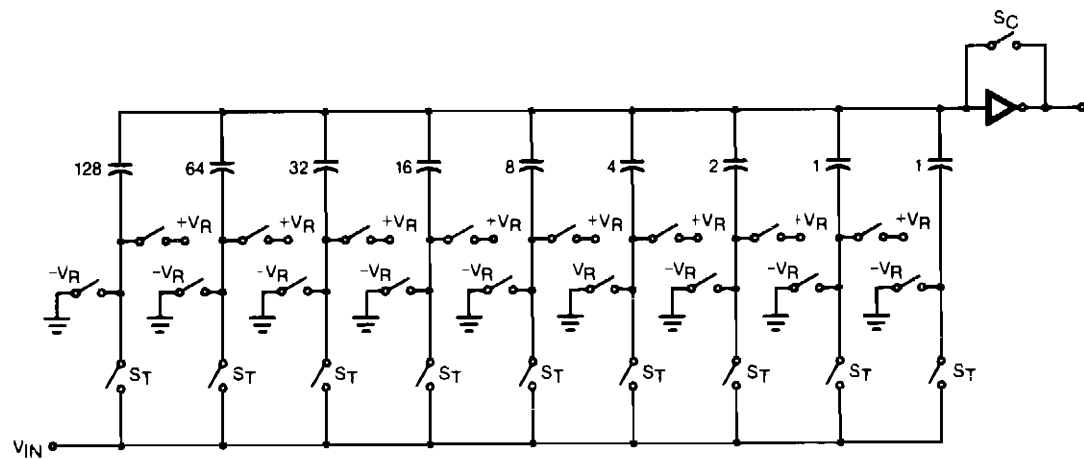 SC
128 64 32 16 8 4 2 1 1
+VR +VR +VR +VR +VR +VR +VR +VR
-VR -VR -VR -VR -VR VR -VR -VR -VR
ST ST ST ST ST ST ST ST ST
VIN